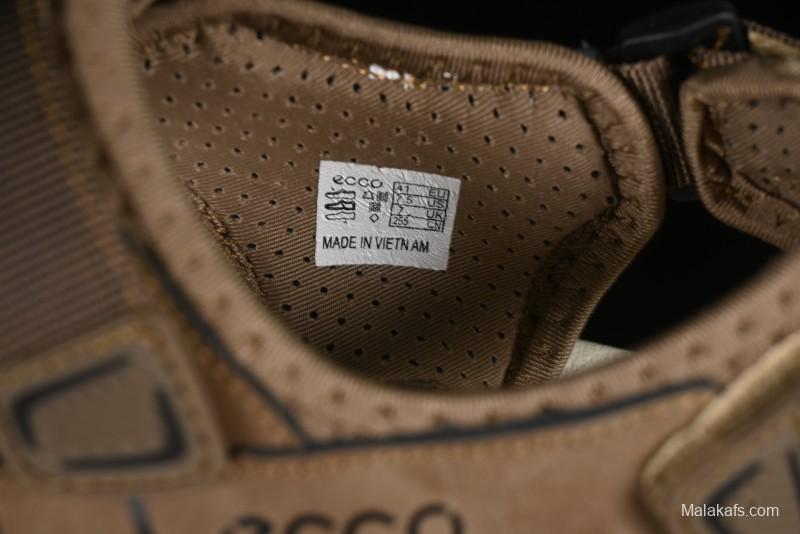 ecco
41 EU
7.5 US
7 UK
255 CN
MADE IN VIETNAM
ecco
Malakafs.com